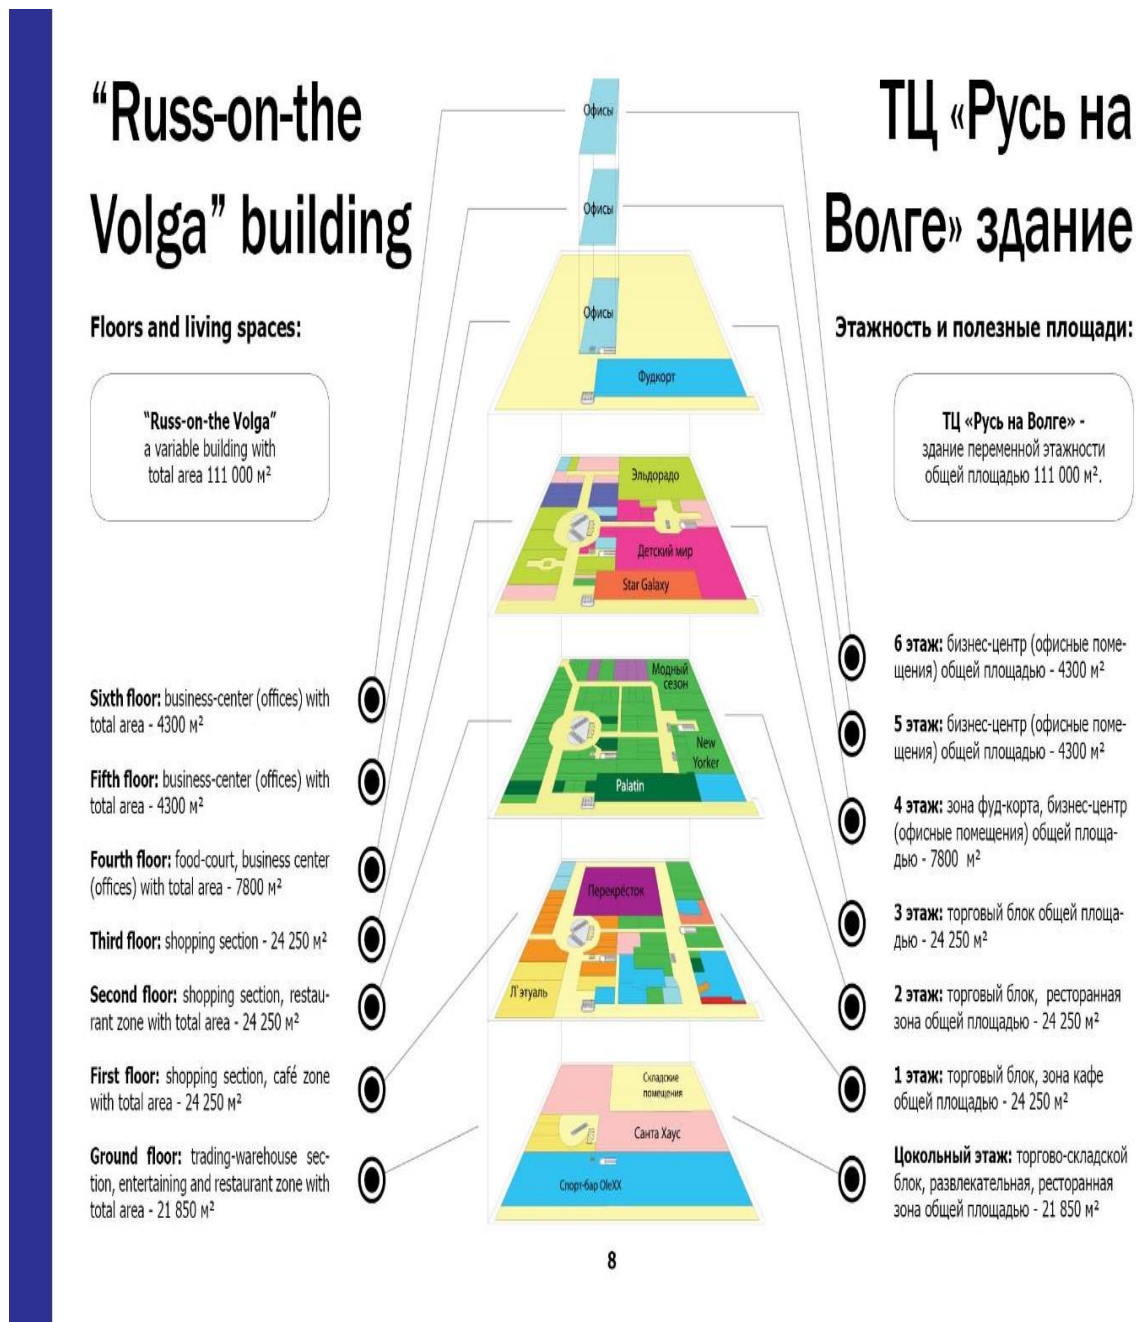 “Russ-on-the
Volga” building
Floors and living spaces:
“Russ-on-the Volga”
a variable building with
total area 111 000 м²
Sixth floor: business-center (offices) with
total area - 4300 м²
Fifth floor: business-center (offices) with
total area - 4300 м²
Fourth floor: food-court, business center
(offices) with total area - 7800 м²
Third floor: shopping section - 24 250 м²
Second floor: shopping section, restau-
rant zone with total area - 24 250 м²
First floor: shopping section, café zone
with total area - 24 250 м²
Ground floor: trading-warehouse sec-
tion, entertaining and restaurant zone with
total area - 21 850 м²
Офисы
Офисы
Офисы
Фудкорт
Эльдорадо
Детский мир
Star Galaxy
Модный
сезон
New
Yorker
Palatin
Перекрёсток
Л`этуаль
Складские
помещения
Санта Хаус
Спорт-бар OleXX
ТЦ «Русь на
Волге» здание
Этажность и полезные площади:
ТЦ «Русь на Волге» -
здание переменной этажности
общей площадью 111 000 м².
6 этаж: бизнес-центр (офисные поме-
щения) общей площадью - 4300 м²
5 этаж: бизнес-центр (офисные поме-
щения) общей площадью - 4300 м²
4 этаж: зона фуд-корта, бизнес-центр
(офисные помещения) общей площа-
дью - 7800 м²
3 этаж: торговый блок общей площа-
дью - 24 250 м²
2 этаж: торговый блок, ресторанная
зона общей площадью - 24 250 м²
1 этаж: торговый блок, зона кафе
общей площадью - 24 250 м²
Цокольный этаж: торгово-складской
блок, развлекательная, ресторанная
зона общей площадью - 21 850 м²
8